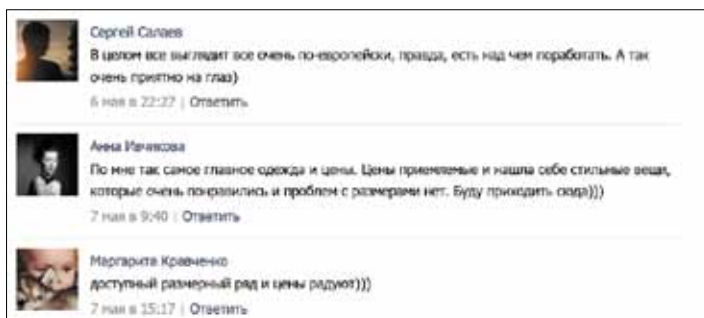 Сергей Салаев
В целом все выглядит все очень по-европейски, правда, есть над чем поработать. А так
очень приятно на глаз)
6 мая в 22:27 | Ответить
Анна
По мне так самое главное одежда и цены. Цены приемлемые и нашла себе стильные вещи,
которые очень понравились и проблем с размерами нет. Буду приходить сюда)))
7 мая в 9:40 | Ответить
Маргарита Кравченко
доступный размерный ряд и цены радуют)))
7 мая в 15:17 | Ответить